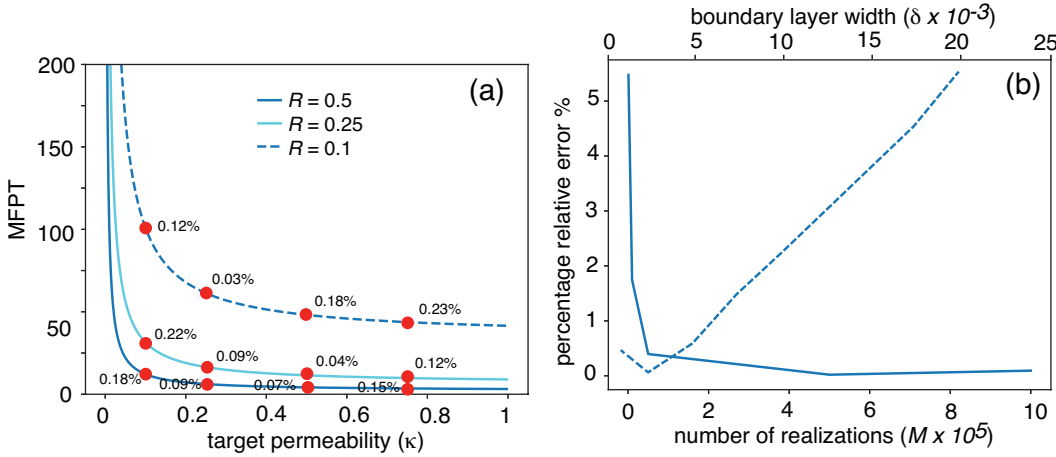 (a)
MFPT
200
150
100
50
0
R = 0.5
R = 0.25
R = 0.1
0.12%
0.03%
0.18%
0.23%
0.22%
0.09%
0.04%
0.12%
0.18%
0.09%
0.07%
0.15%
0 0.2 0.4 0.6 0.8 1
target permeability (κ)
boundary layer width (δ x 10-3)
0 5 10 15 20 25
(b)
percentage relative error %
5
4
3
2
1
0
0 2 4 6 8 10
number of realizations (M x 105)